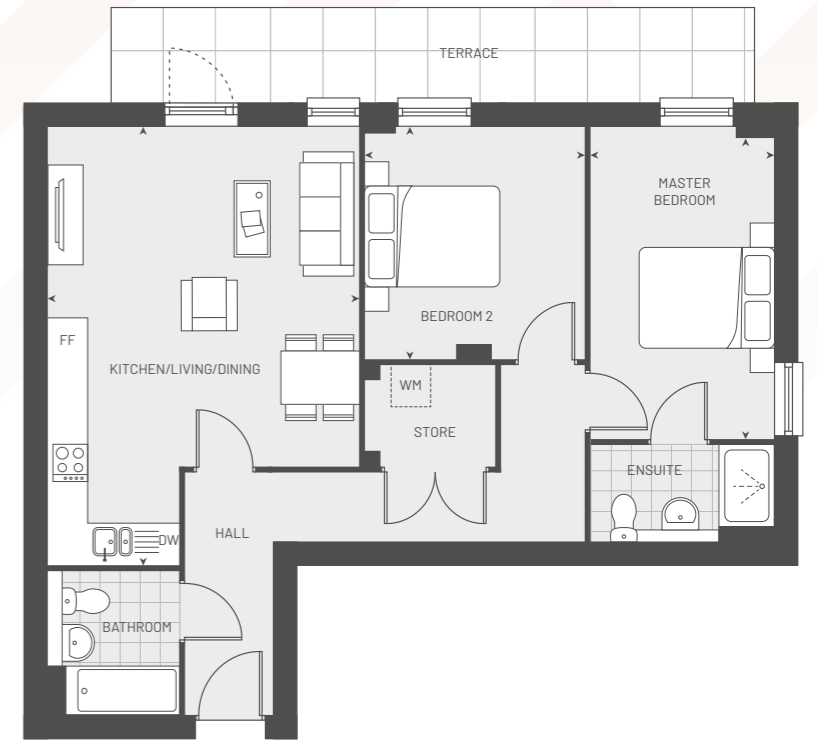 TERRACE
MASTER
BEDROOM
BEDROOM 2
FF
KITCHEN/LIVING/DINING
WM
STORE
ENSUITE
HALL
DW
BATHROOM